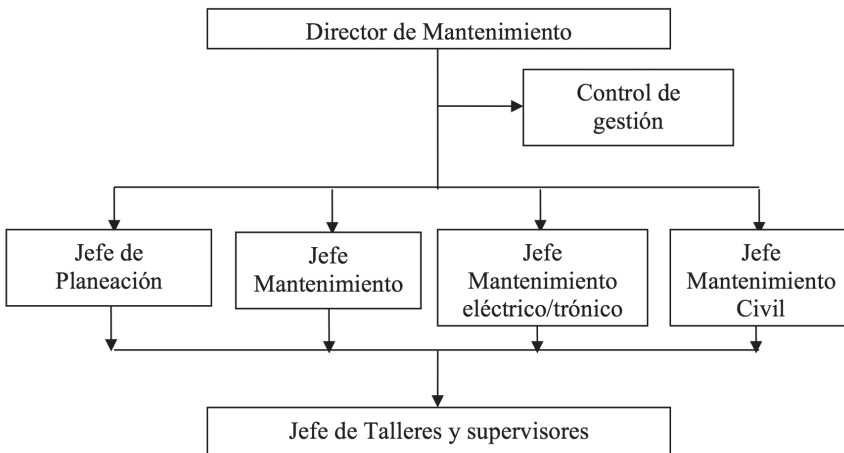 Director de Mantenimiento
Control de
gestión
Jefe de
Planeación
Jefe
Mantenimiento
Jefe
Mantenimiento
eléctrico/trónico
Jefe
Mantenimiento
Civil
Jefe de Talleres y supervisores